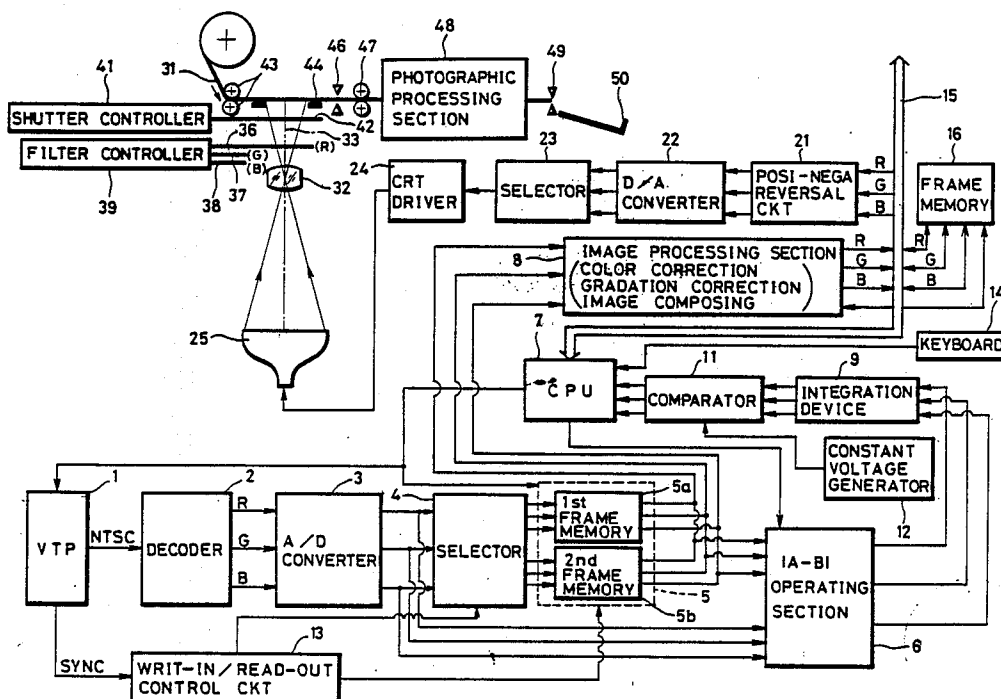 48
41
31
43
46
47
44
49
50
PHOTOGRAPHIC
PROCESSING
SECTION
SHUTTER CONTROLLER
42
36
33
15
FILTER CONTROLLER
(R)
(G)
(B)
39
38
37
32
24
23
22
21
16
CRT
DRIVER
SELECTOR
D/A
CONVERTER
POSI-NEGA
REVERSAL
CKT
R
G
B
FRAME
MEMORY
8
IMAGE PROCESSING SECTION
COLOR CORRECTION
GRADATION CORRECTION
IMAGE COMPOSING
R
G
B
R
G
B
14
25
7
11
9
KEYBOARD
CPU
COMPARATOR
INTEGRATION
DEVICE
CONSTANT
VOLTAGE
GENERATOR
12
1
2
3
4
5a
VTP
NTSC
DECODER
R
G
B
A/D
CONVERTER
SELECTOR
1st
FRAME
MEMORY
2nd
FRAME
MEMORY
5
5b
IA-BI
OPERATING
SECTION
6
13
SYNC
WRIT-IN/READ-OUT
CONTROL CKT